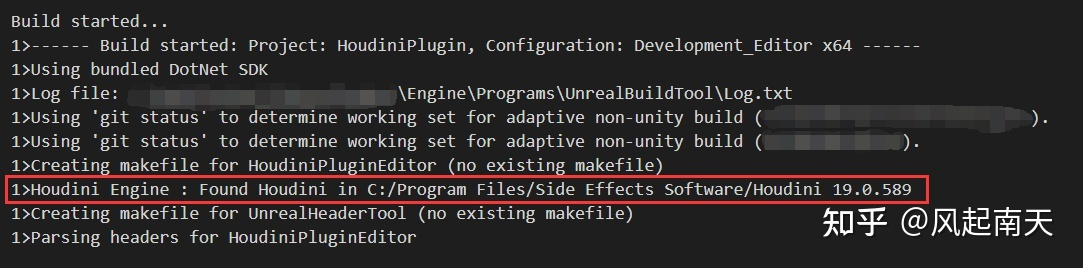 Build started...
1>------ Build started: Project: HoudiniPlugin, Configuration: Development_Editor x64 ------
1>Using bundled DotNet SDK
1>Log file: \Engine\Programs\UnrealBuildTool\Log.txt
1>Using 'git status' to determine working set for adaptive non-unity build ( ).
1>Using 'git status' to determine working set for adaptive non-unity build ( ).
1>Creating makefile for HoudiniPluginEditor (no existing makefile)
1>Houdini Engine : Found Houdini in C:/Program Files/Side Effects Software/Houdini 19.0.589
1>Creating makefile for UnrealHeaderTool (no existing makefile)
1>Parsing headers for HoudiniPluginEditor
知乎 @风起南天